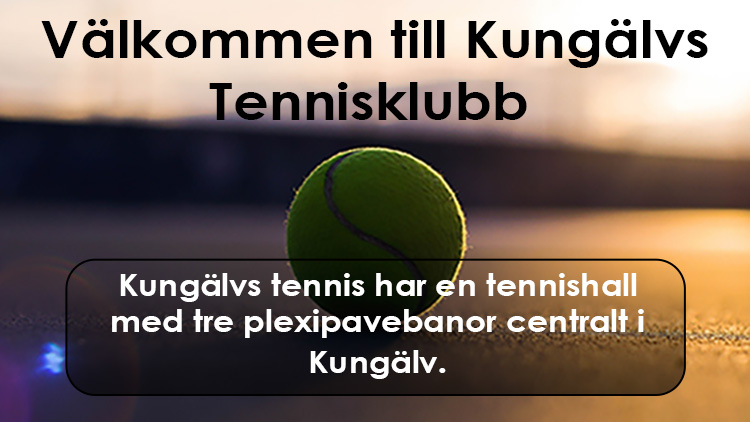 Välkommen till Kungälvs
Tennisklubb
Kungälvs tennis har en tennishall
med tre plexipavebanor centralt i
Kungälv.